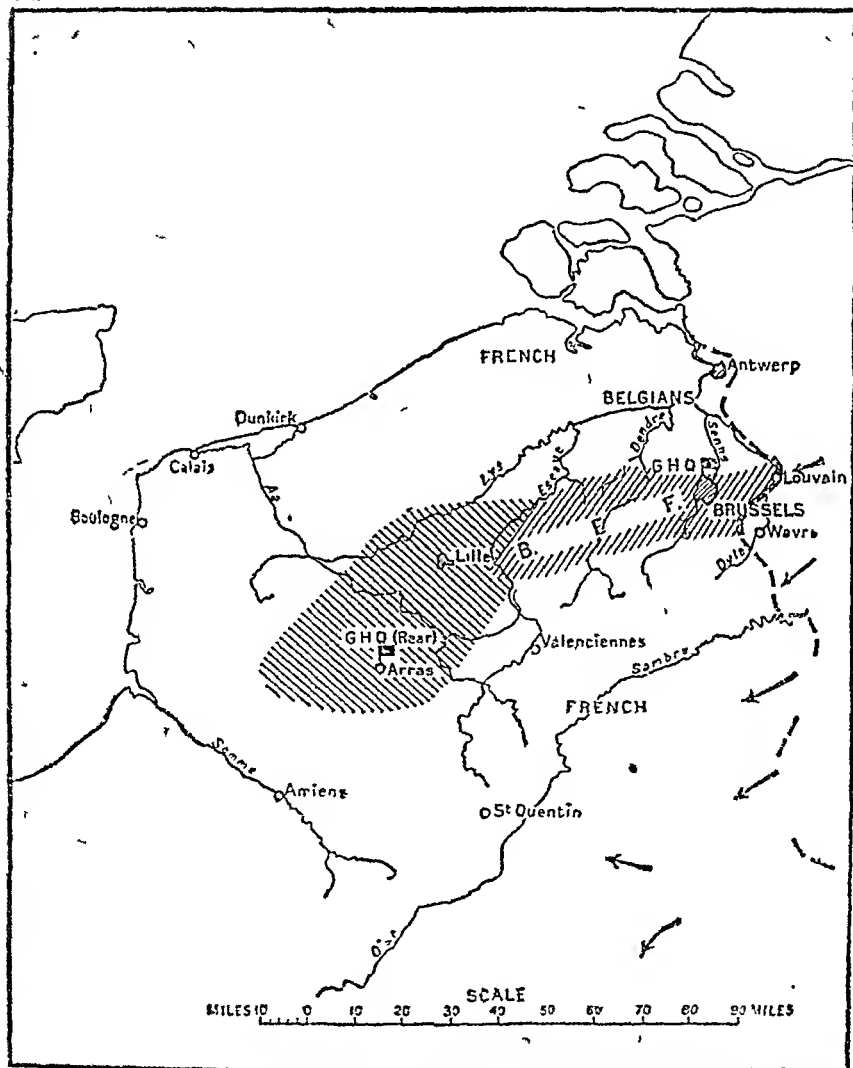 FRENCH
Antwerp
BELGIANS
Dunkirk
Calais
Lys
Escaut
Dendre
Senne
GHQ
Louvain
Aa
Boulogne
F.
BRUSSELS
E.
Wavre
B.
Lille
Dyle
GHQ (Rear)
Arras
Valenciennes
Sambre
FRENCH
Somme
Amiens
St Quentin
SCALE
MILES 10 0 10 20 30 40 50 60 70 80 90 MILES